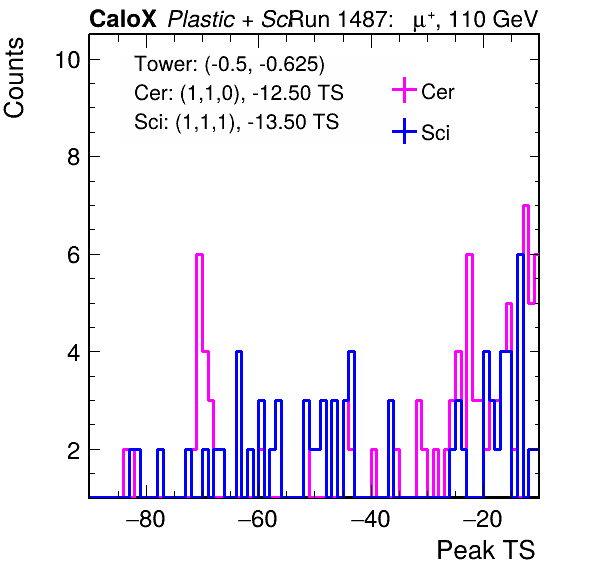 CaloX Plastic + Sci Run 1487: μ⁺, 110 GeV
Counts
Tower: (-0.5, -0.625)
Cer: (1,1,0), -12.50 TS
Sci: (1,1,1), -13.50 TS
Cer
Sci
10
8
6
4
2
−80 −60 −40 −20
Peak TS